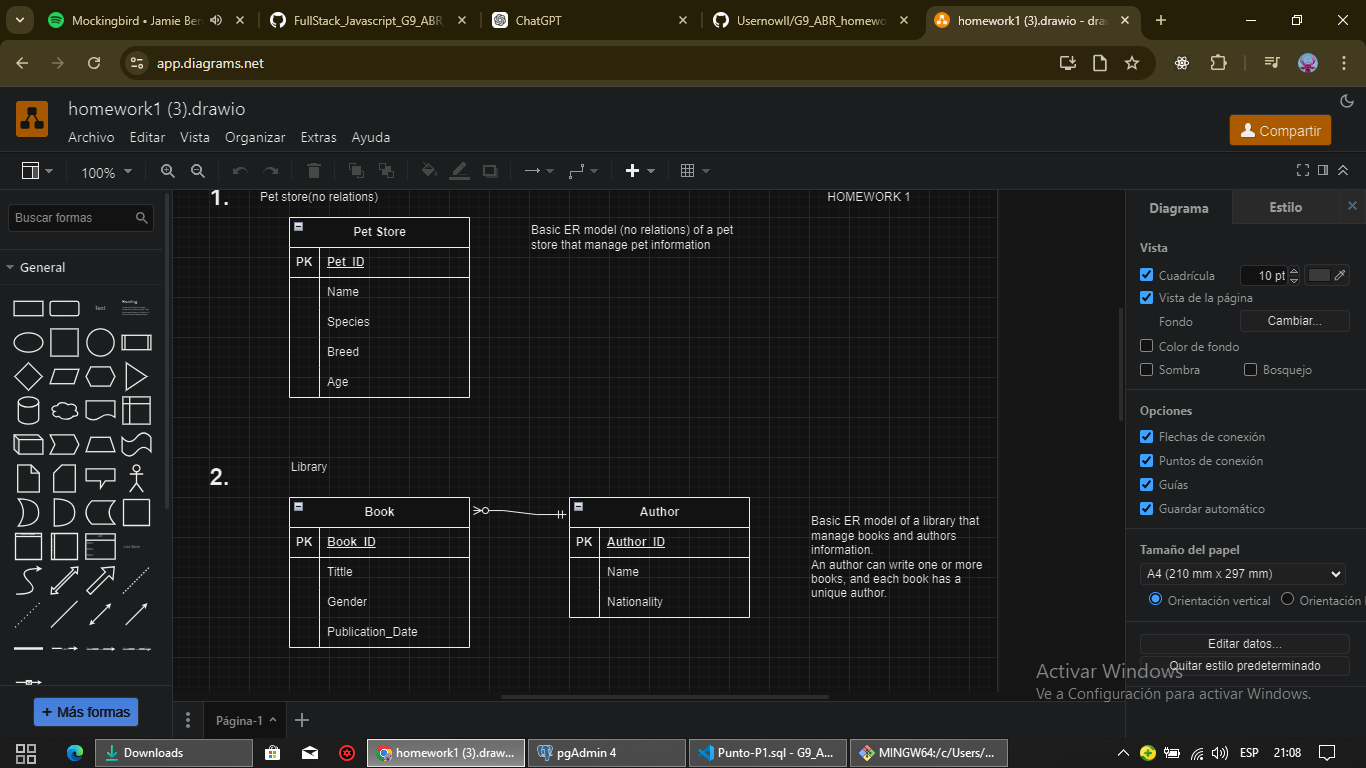 Mockingbird • Jamie Ber
FullStack_Javascript_G9_ABR_
ChatGPT
Usernowll/G9_ABR_homewo
homework1 (3).drawio - draw
app.diagrams.net
homework1 (3).drawio
Archivo Editar Vista Organizar Extras Ayuda
Compartir
100%
Buscar formas
General
Text
Heading
List Item
+ Más formas
1.
Pet store(no relations)
HOMEWORK 1
Pet Store
PK Pet_ID
Name
Species
Breed
Age
Basic ER model (no relations) of a pet
store that manage pet information
2.
Library
Book
PK Book_ID
Tittle
Gender
Publication_Date
Author
PK Author_ID
Name
Nationality
Basic ER model of a library that
manage books and authors
information.
An author can write one or more
books, and each book has a
unique author.
Diagrama Estilo
Vista
Cuadrícula 10 pt
Vista de la página
Fondo Cambiar...
Color de fondo
Sombra Bosquejo
Opciones
Flechas de conexión
Puntos de conexión
Guías
Guardar automático
Tamaño del papel
A4 (210 mm x 297 mm)
Orientación vertical Orientación
Editar datos...
Quitar estilo predeterminado
Activar Windows
Ve a Configuración para activar Windows.
Página-1
Downloads
homework1 (3).draw...
pgAdmin 4
Punto-P1.sql - G9_A...
MINGW64:/c/Users/...
ESP
21:08